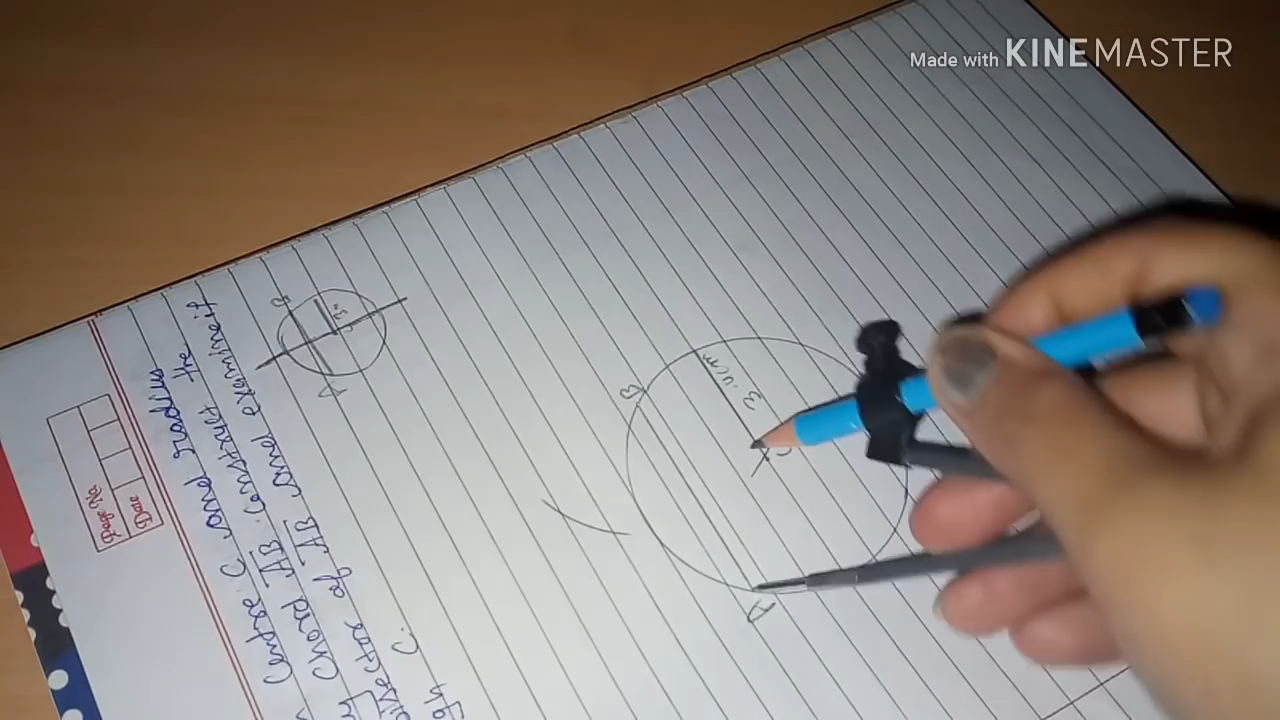 Made with KINEMASTER
Page No.
Date
Centre C and radius
Chord AB. Construct the
bisector of AB and examine if
C.
A
B
3.4cm
B
A